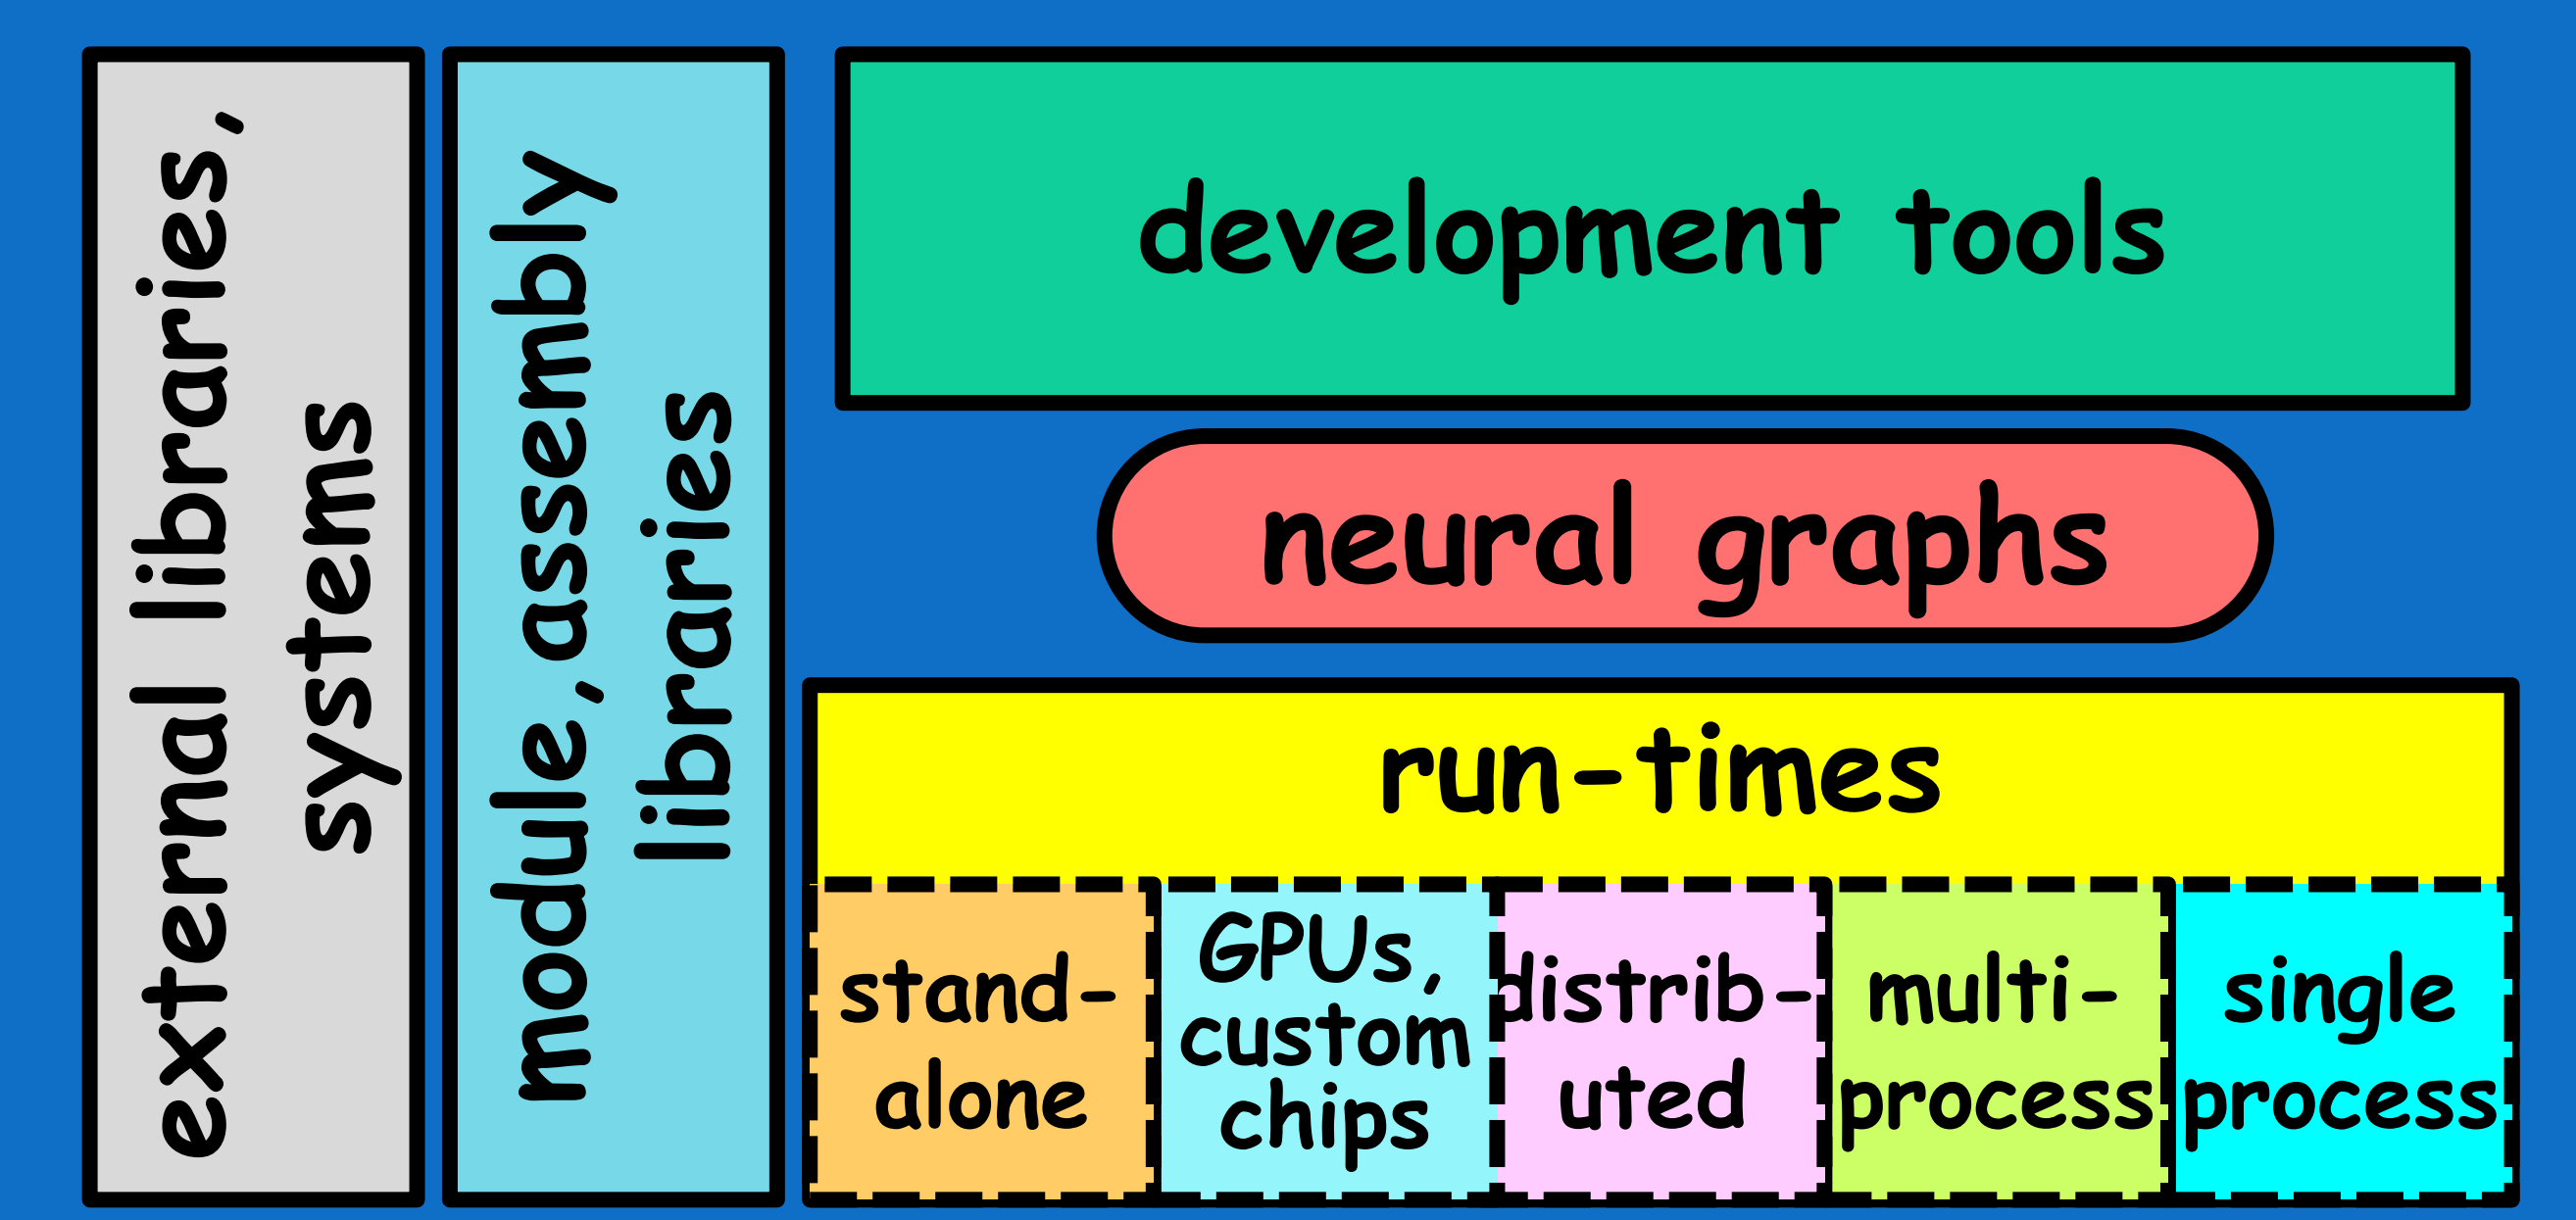 external libraries,
systems
module, assembly
libraries
development tools
neural graphs
run-times
stand-
alone
GPUs,
custom
chips
distrib-
uted
multi-
process
single
process